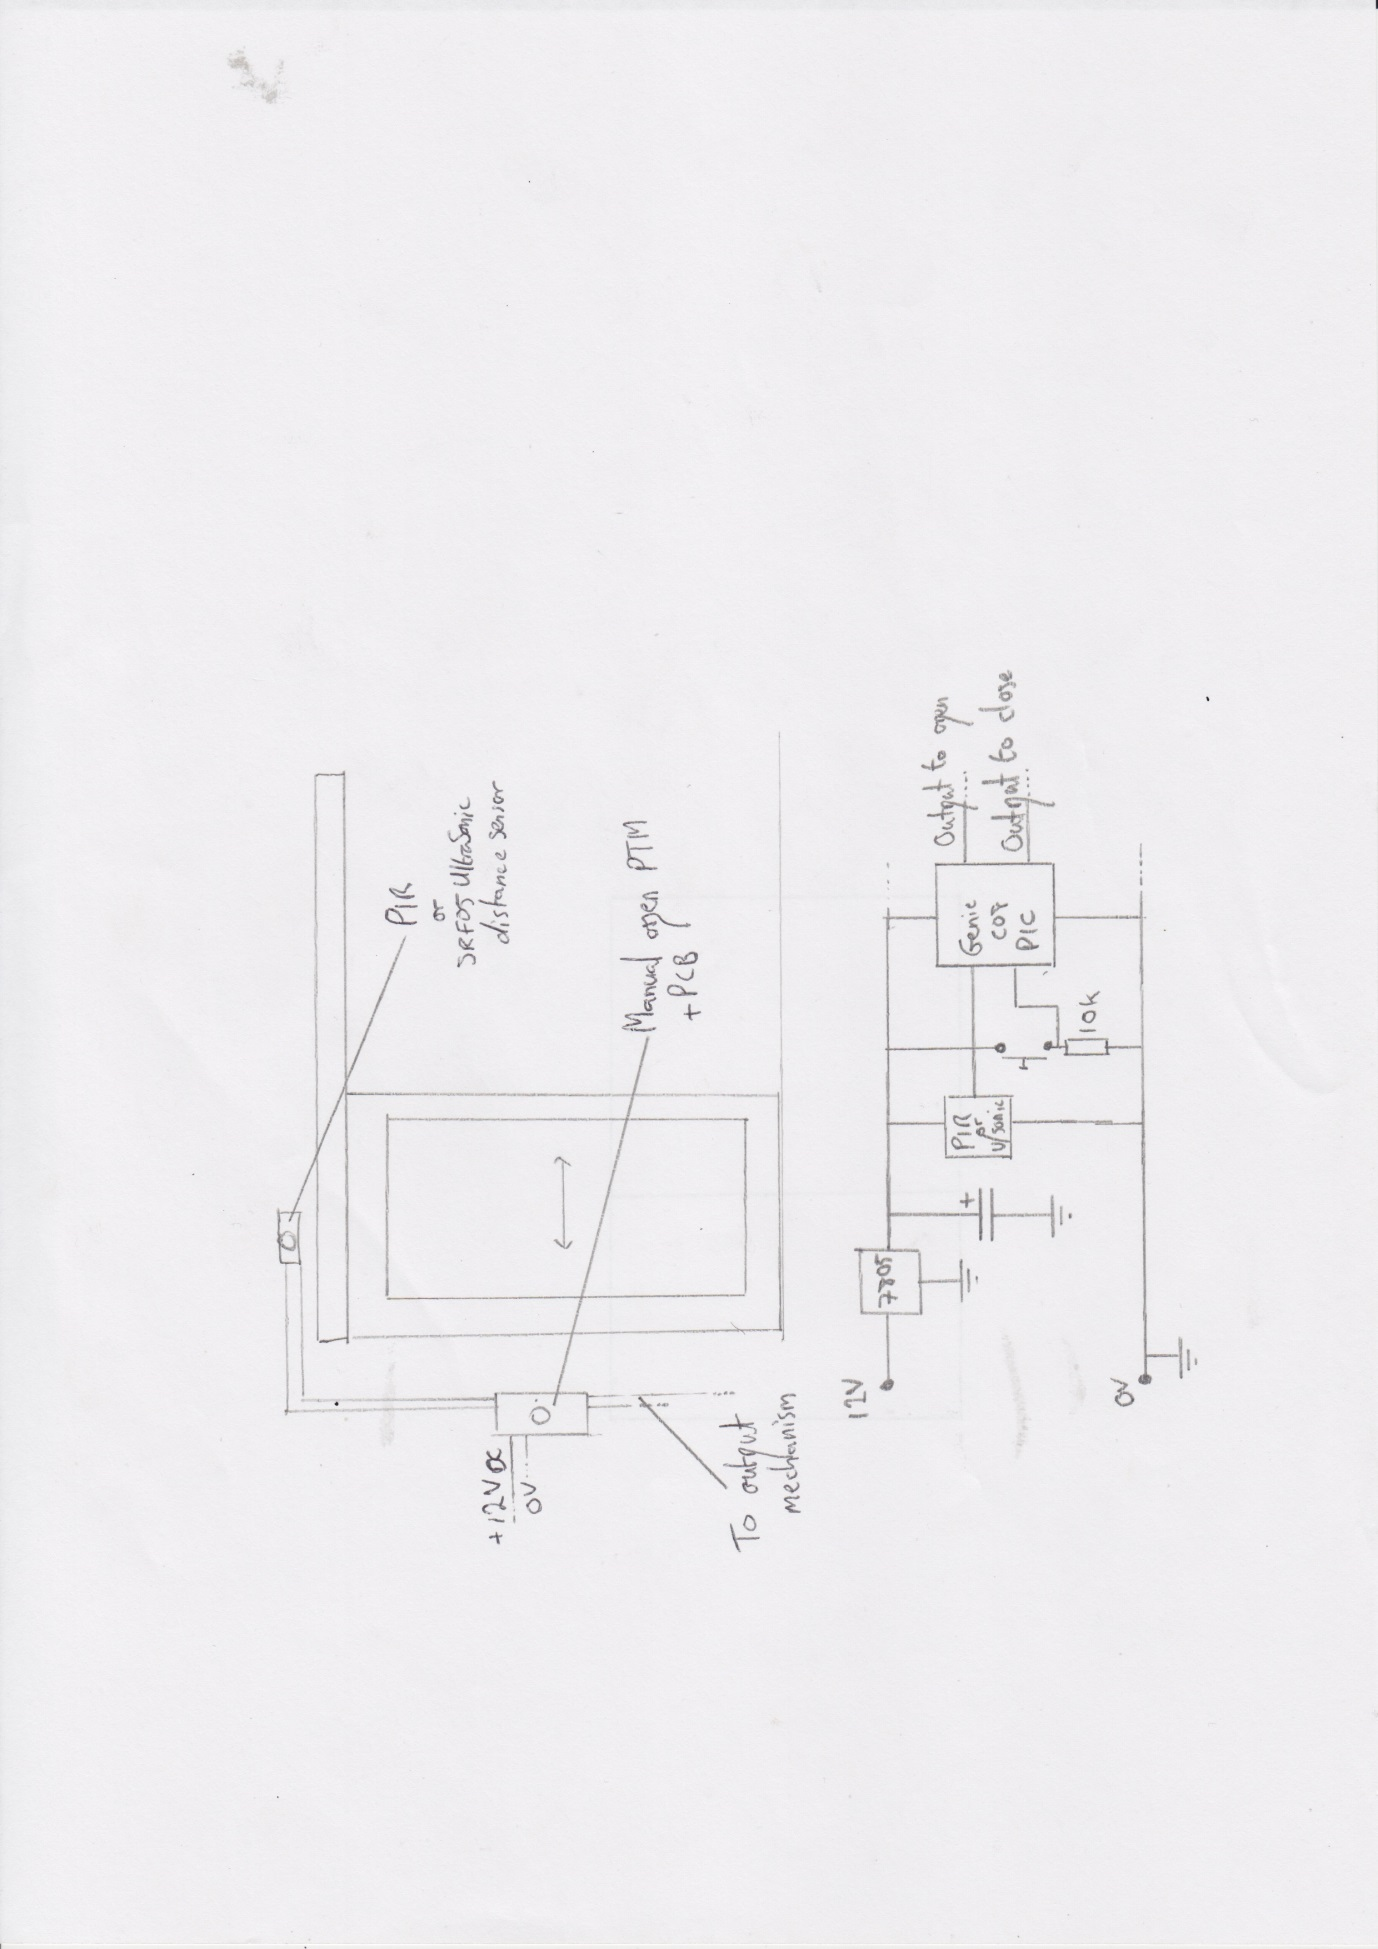 PIR
or
SRF05 Ultrasonic
distance sensor
Manual open PTM
+ PCB
+12V DC
0V
To output
mechanism
12V
7805
+
PIR
or
U/sonic
10K
Genie
C08
PIC
Output to open
Output to close
0V